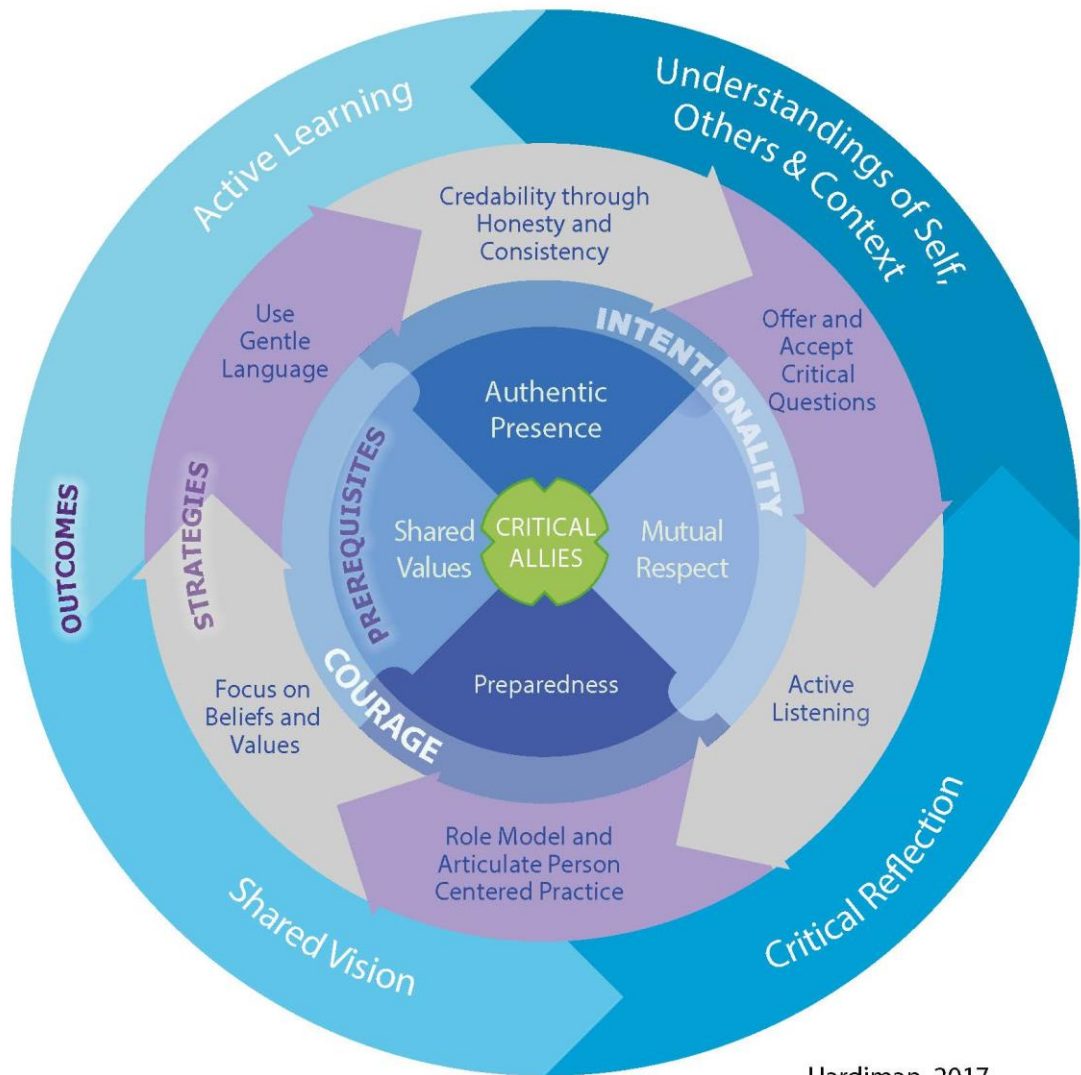 Active Learning
Understandings of Self,
Others & Context
Credability through
Honesty and
Consistency
Use
Gentle
Language
INTENTIONALITY
Offer and
Accept
Critical
Questions
Authentic
Presence
OUTCOMES
STRATEGIES
PREREQUISITES
Shared
Values
CRITICAL
ALLIES
Mutual
Respect
Preparedness
COURAGE
Focus on
Beliefs and
Values
Active
Listening
Role Model and
Articulate Person
Centered Practice
Shared Vision
Critical Reflection
Hardiman, 2017